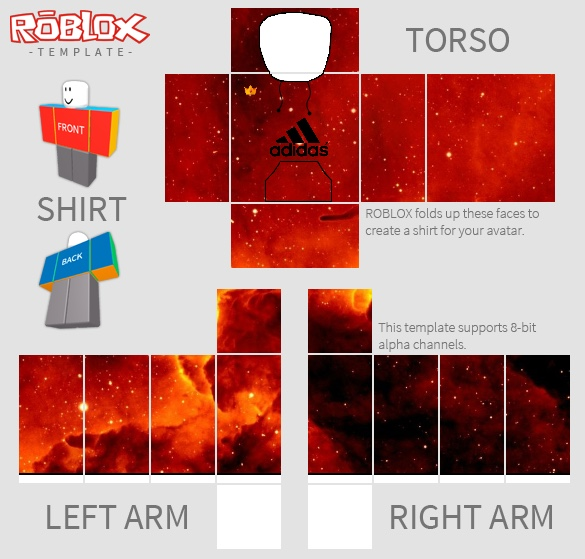 RŌBLOX
-TEMPLATE-
TORSO
FRONT
adidas
SHIRT
ROBLOX folds up these faces to
create a shirt for your avatar.
BACK
This template supports 8-bit
alpha channels.
LEFT ARM
RIGHT ARM